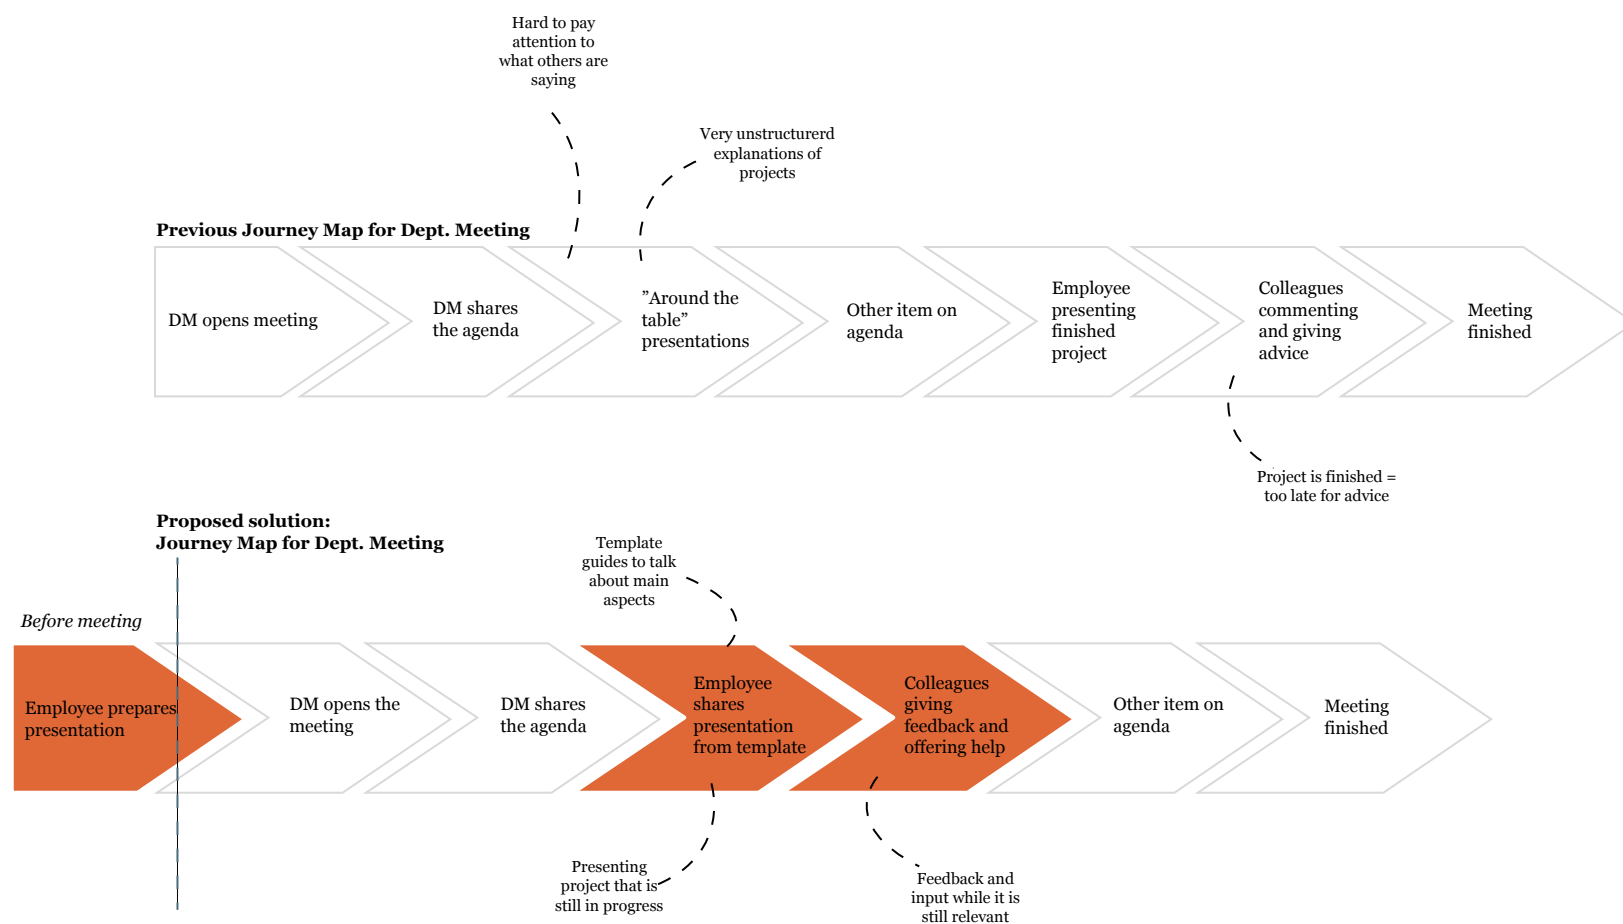 Hard to pay
attention to
what others are
saying
Very unstructurerd
explanations of
projects
Previous Journey Map for Dept. Meeting
DM opens meeting
DM shares
the agenda
”Around the
table”
presentations
Other item on
agenda
Employee
presenting
finished
project
Colleagues
commenting
and giving
advice
Meeting
finished
Project is finished =
too late for advice
Proposed solution:
Journey Map for Dept. Meeting
Template
guides to talk
about main
aspects
Before meeting
Employee prepares
presentation
DM opens the
meeting
DM shares
the agenda
Employee
shares
presentation
from template
Colleagues
giving
feedback and
offering help
Other item on
agenda
Meeting
finished
Presenting
project that is
still in progress
Feedback and
input while it is
still relevant